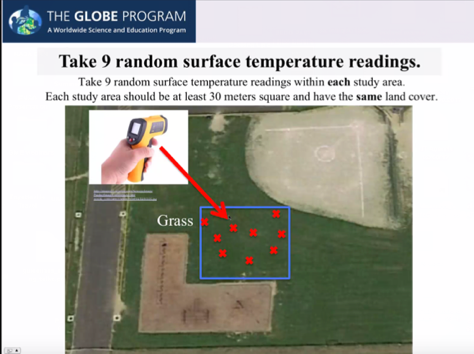 THE GLOBE PROGRAM
A Worldwide Science and Education Program
Take 9 random surface temperature readings.
Take 9 random surface temperature readings within each study area.
Each study area should be at least 30 meters square and have the same land cover.
Grass